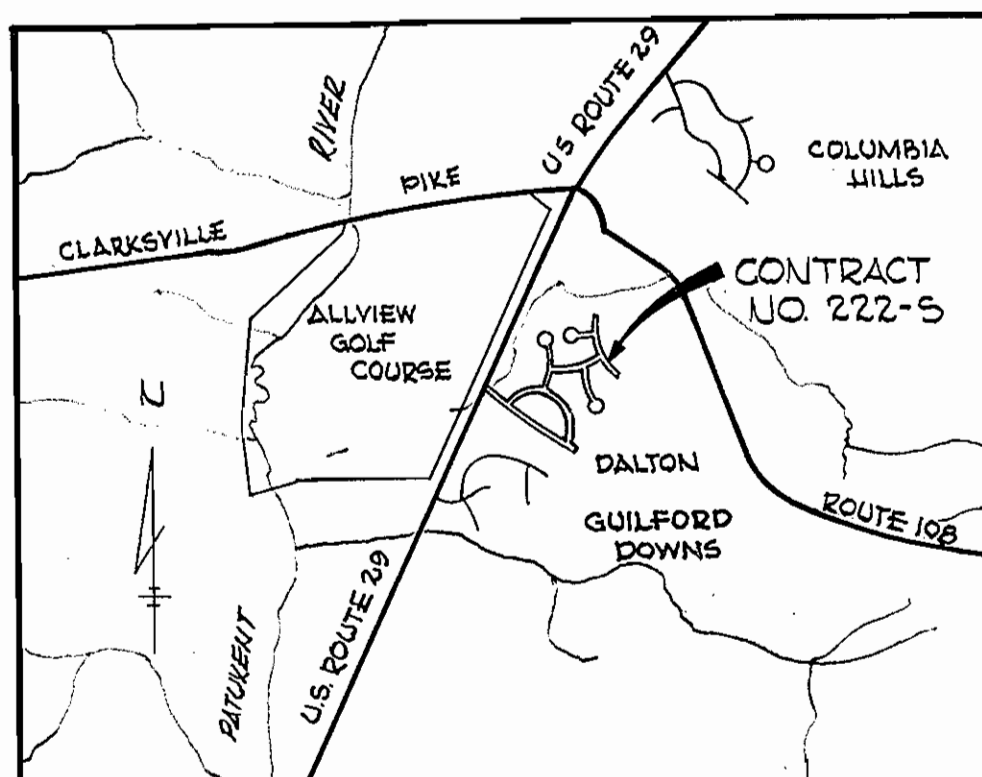 U.S ROUTE 29
RIVER
PIKE
COLUMBIA
HILLS
CLARKSVILLE
CONTRACT
NO. 222-S
ALLVIEW
GOLF
COURSE
N
DALTON
GUILFORD
DOWNS
ROUTE 108
U.S. ROUTE 29
PATUXENT